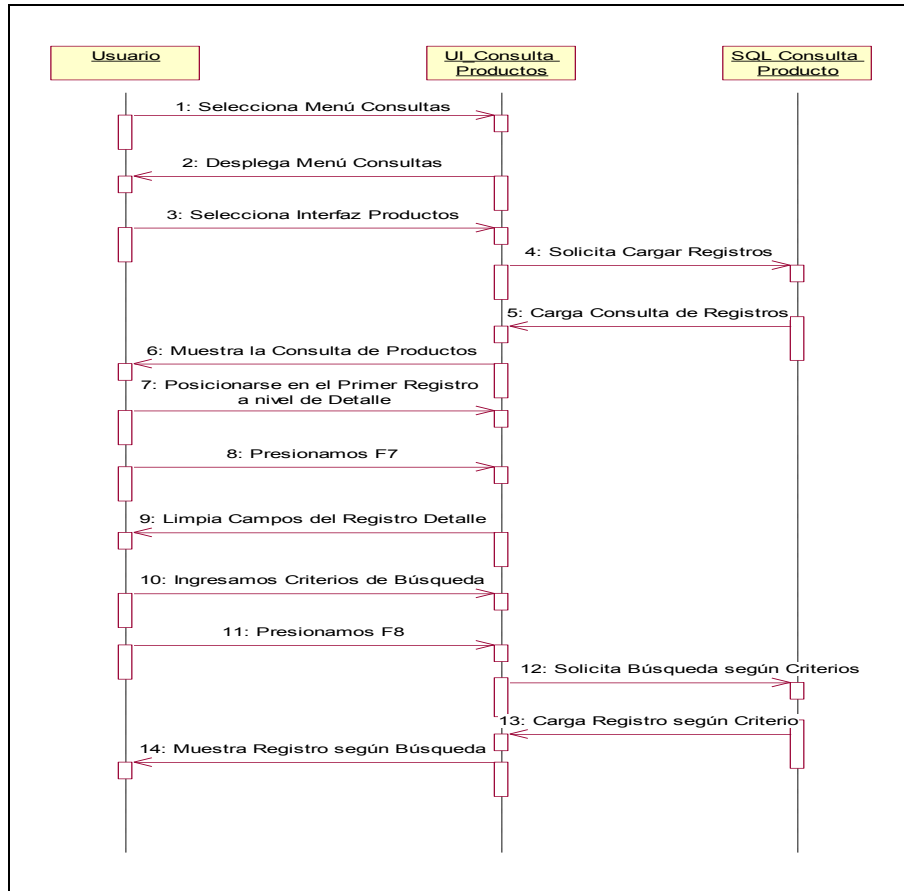 Usuario
UI_Consulta
Productos
SQL Consulta
Producto
1: Selecciona Menú Consultas
2: Desplega Menú Consultas
3: Selecciona Interfaz Productos
4: Solicita Cargar Registros
5: Carga Consulta de Registros
6: Muestra la Consulta de Productos
7: Posicionarse en el Primer Registro
a nivel de Detalle
8: Presionamos F7
9: Limpia Campos del Registro Detalle
10: Ingresamos Criterios de Búsqueda
11: Presionamos F8
12: Solicita Búsqueda según Criterios
13: Carga Registro según Criterio
14: Muestra Registro según Búsqueda